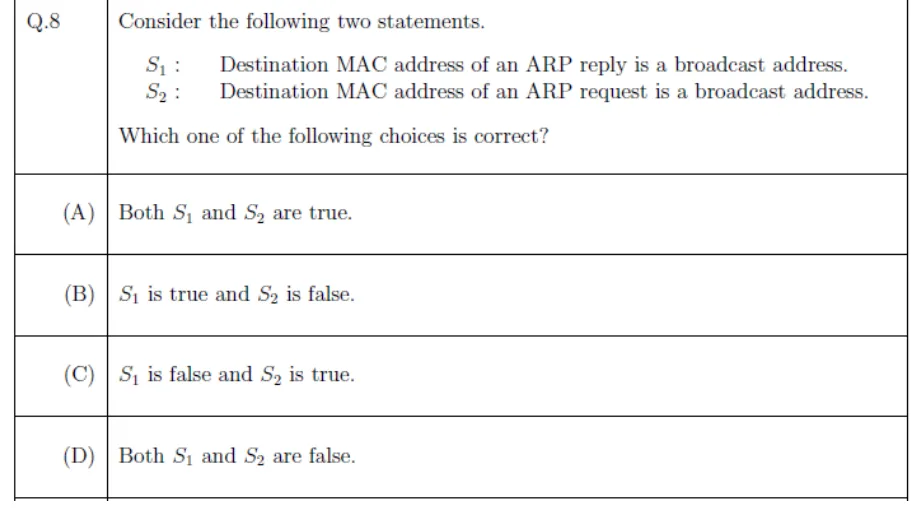 Q.8 Consider the following two statements.
S₁ : Destination MAC address of an ARP reply is a broadcast address.
S₂ : Destination MAC address of an ARP request is a broadcast address.
Which one of the following choices is correct?
(A) Both S₁ and S₂ are true.
(B) S₁ is true and S₂ is false.
(C) S₁ is false and S₂ is true.
(D) Both S₁ and S₂ are false.